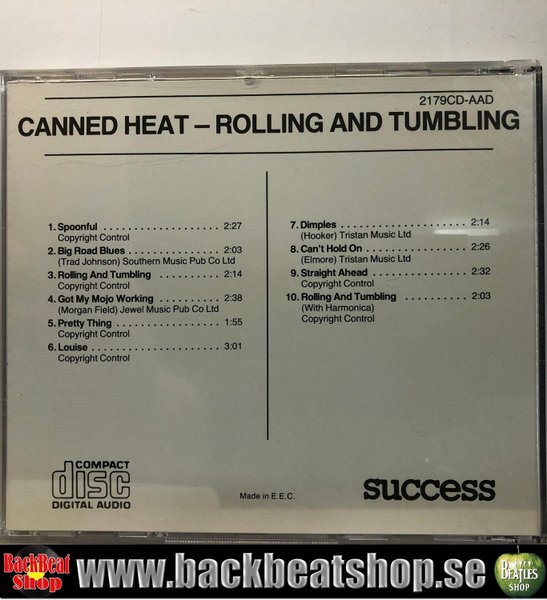 2179CD-AAD
CANNED HEAT – ROLLING AND TUMBLING
1. Spoonful .................... 2:27
Copyright Control
2. Big Road Blues ............... 2:03
(Trad Johnson) Southern Music Pub Co Ltd
3. Rolling And Tumbling ........... 2:14
Copyright Control
4. Got My Mojo Working .......... 2:38
(Morgan Field) Jewel Music Pub Co Ltd
5. Pretty Thing .................. 1:55
Copyright Control
6. Louise ...................... 3:01
Copyright Control
7. Dimples ..................... 2:14
(Hooker) Tristan Music Ltd
8. Can't Hold On ................ 2:26
(Elmore) Tristan Music Ltd
9. Straight Ahead ............... 2:32
Copyright Control
10. Rolling And Tumbling .......... 2:03
(With Harmonica)
Copyright Control
COMPACT
disc
DIGITAL AUDIO
Made in E.E.C.
success
BackBeat
Shop
www.backbeatshop.se
BEATLES
SHOP